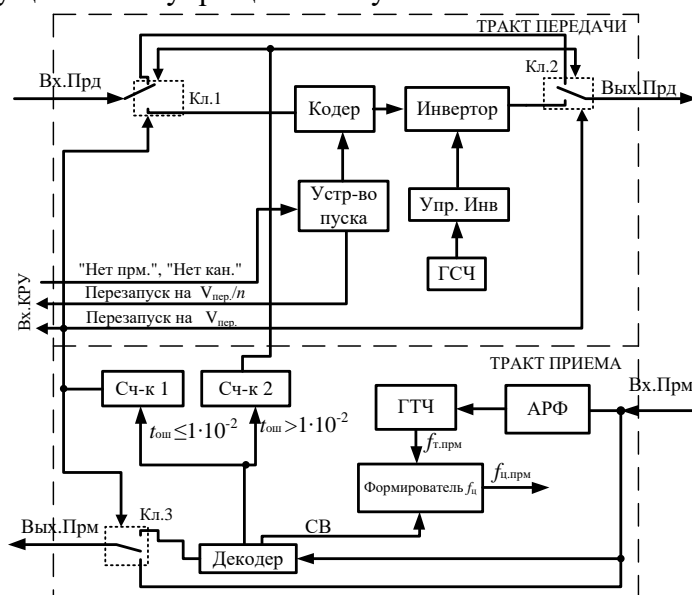 ТРАКТ ПЕРЕДАЧИ
Вх.Прд
Кл.1
Кодер
Инвертор
Кл.2
Вых.Прд
Устр-во
пуска
Упр. Инв
ГСЧ
"Нет прм.", "Нет кан."
Перезапуск на Vпер./n
Перезапуск на Vпер.
Вх.КРУ
ТРАКТ ПРИЕМА
Сч-к 1
Сч-к 2
ГТЧ
АРФ
Вх.Прм
tош ≤1·10-2
tош>1·10-2
fт.прм
Формирователь fц
fц.прм
Вых.Прм
Кл.3
СВ
Декодер